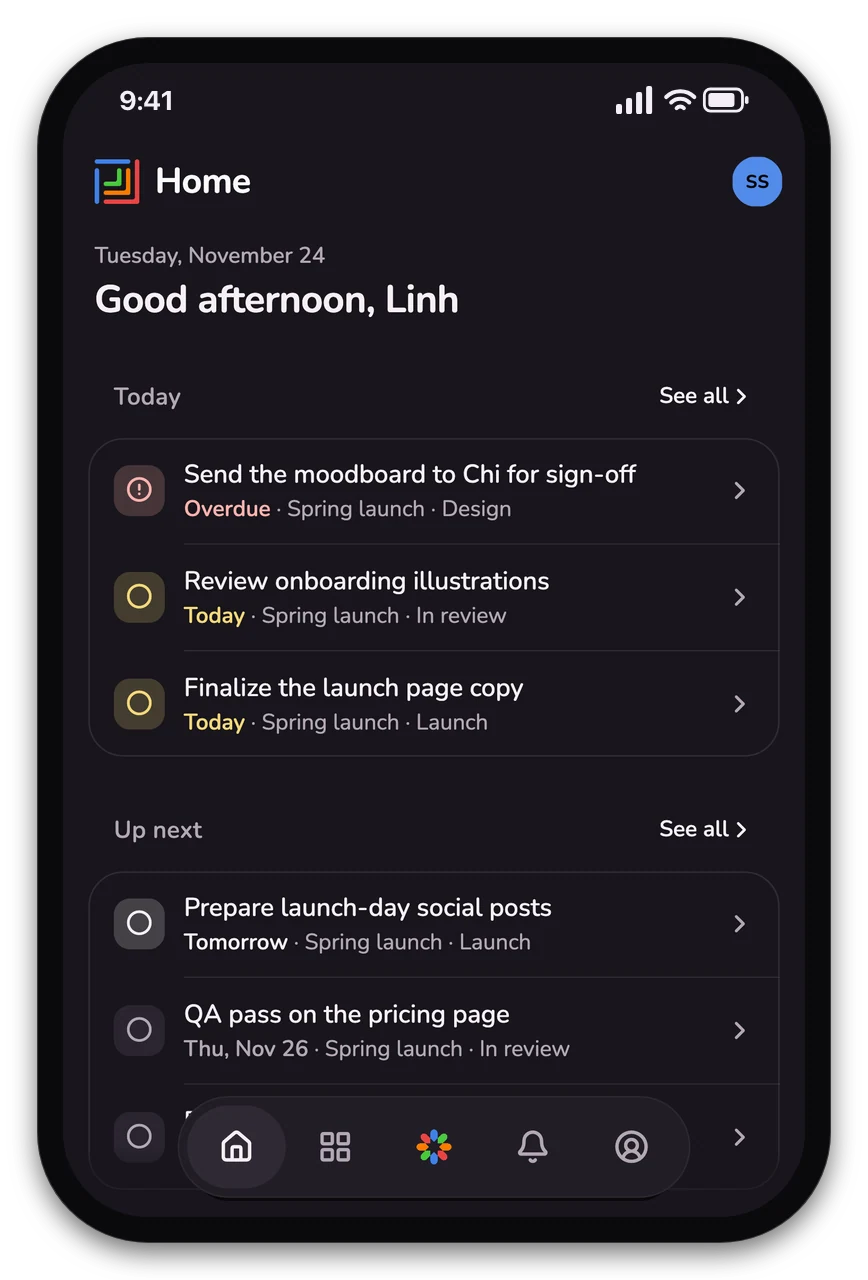 9:41
Home
SS
Tuesday, November 24
Good afternoon, Linh
Today
See all
Send the moodboard to Chi for sign-off
Overdue · Spring launch · Design
Review onboarding illustrations
Today · Spring launch · In review
Finalize the launch page copy
Today · Spring launch · Launch
Up next
See all
Prepare launch-day social posts
Tomorrow · Spring launch · Launch
QA pass on the pricing page
Thu, Nov 26 · Spring launch · In review